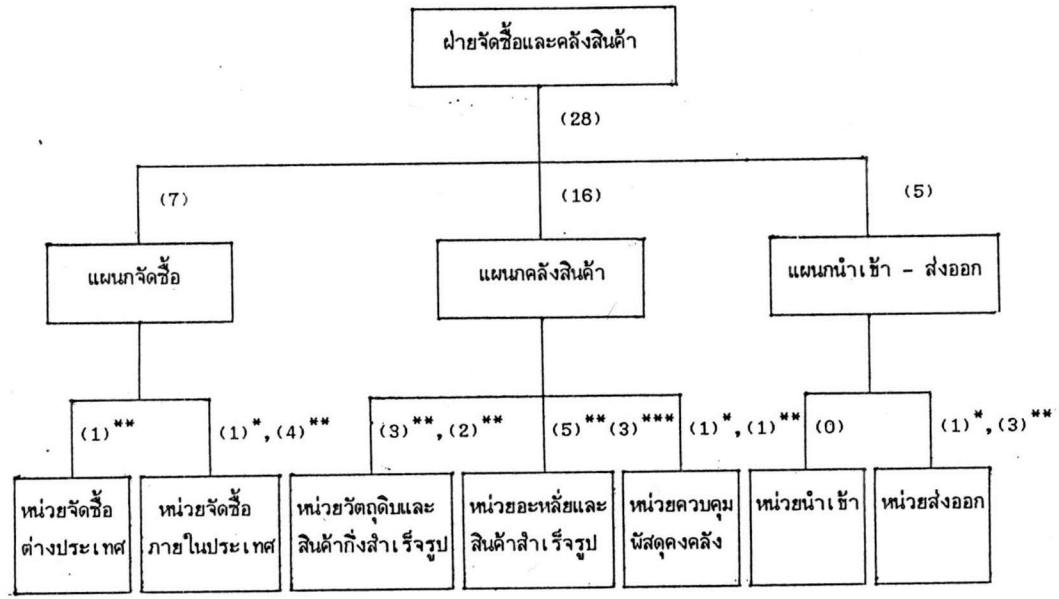 ฝ่ายจัดซื้อและคลังสินค้า
(28)
(7) (16) (5)
แผนกจัดซื้อ แผนกคลังสินค้า แผนกนำเข้า - ส่งออก
(1)** (1)*,(4)** (3)**,(2)** (5)**(3)*** (1)*,(1)** (0) (1)*,(3)**
หน่วยจัดซื้อ หน่วยจัดซื้อ หน่วยวัตถุดิบและ หน่วยอะหลั่ยและ หน่วยควบคุม หน่วยนำเข้า หน่วยส่งออก
ต่างประเทศ ภายในประเทศ สินค้ากิ่งสำเร็จรูป สินค้าสำเร็จรูป พัสดุคงคลัง